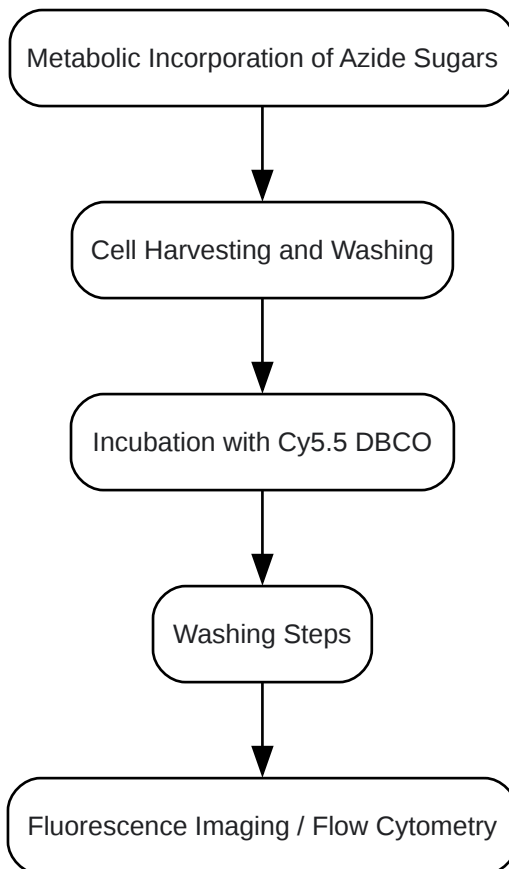 Metabolic Incorporation of Azide Sugars
Cell Harvesting and Washing
Incubation with Cy5.5 DBCO
Washing Steps
Fluorescence Imaging / Flow Cytometry